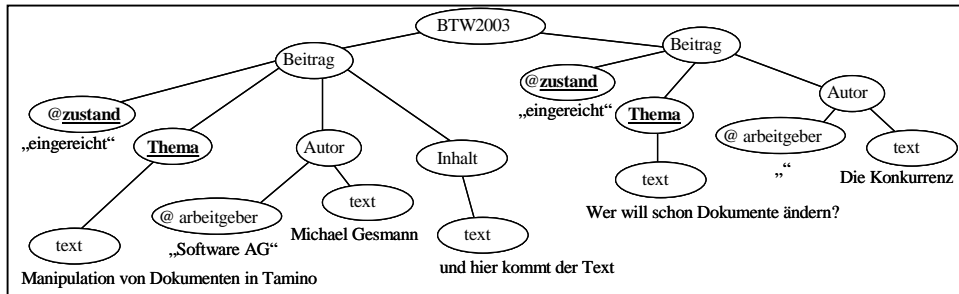 BTW2003
Beitrag
Beitrag
@zustand
„eingereicht“
Thema
text
Manipulation von Dokumenten in Tamino
Autor
@ arbeitgeber
„Software AG“
text
Michael Gesmann
Inhalt
text
und hier kommt der Text
@zustand
„eingereicht“
Thema
text
Wer will schon Dokumente ändern?
Autor
@ arbeitgeber
„“
text
Die Konkurrenz